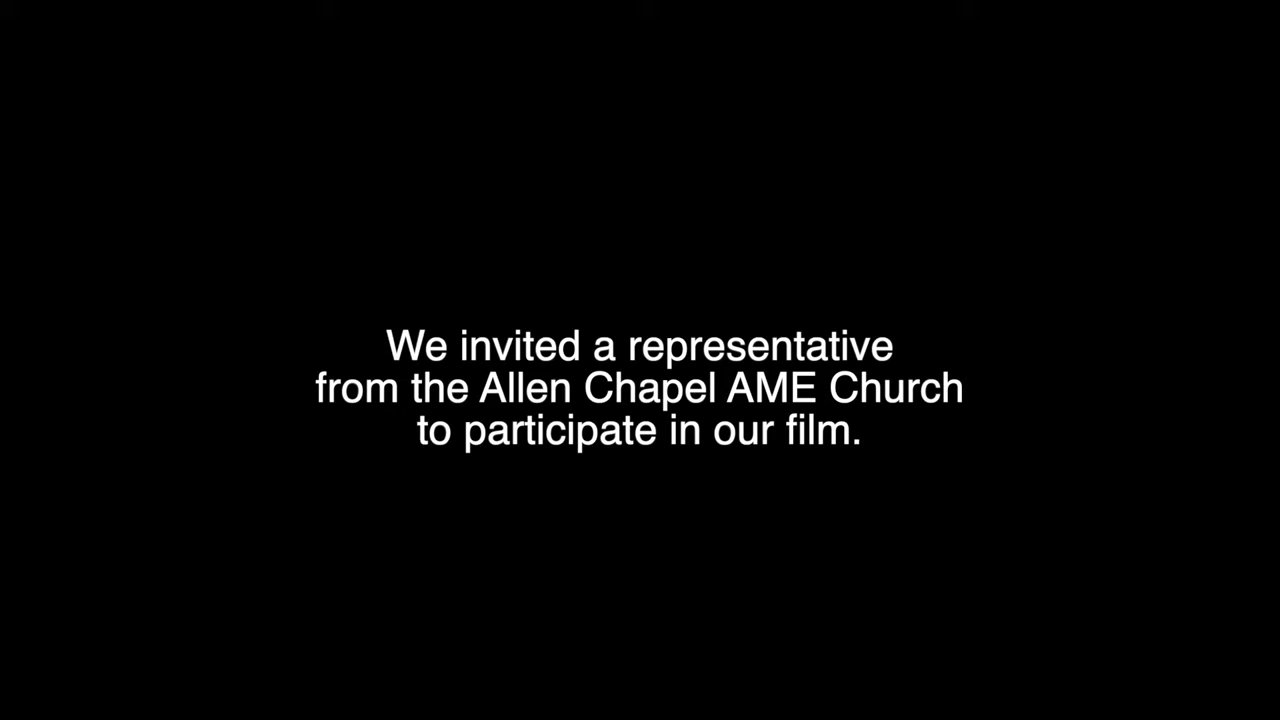 We invited a representative
from the Allen Chapel AME Church
to participate in our film.